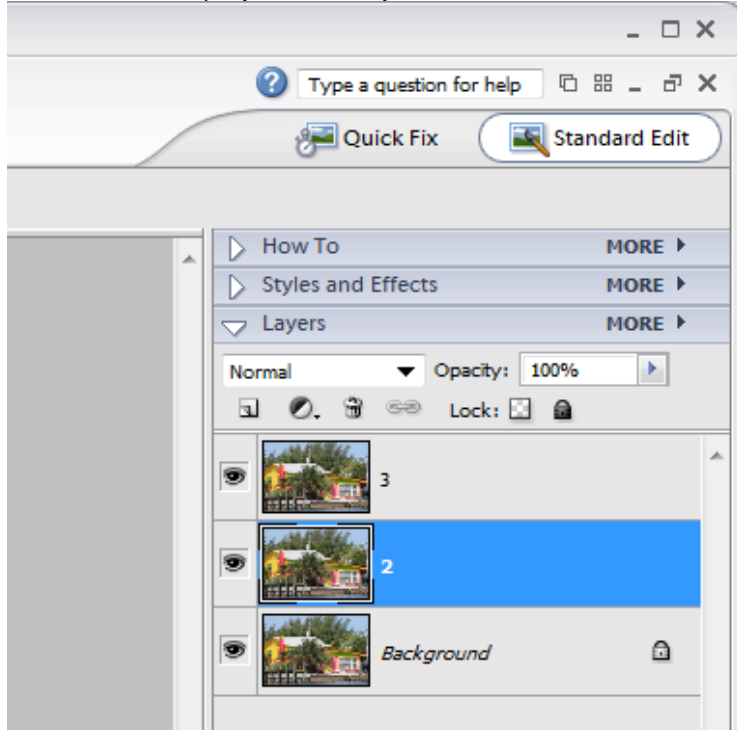 Type a question for help
Quick Fix
Standard Edit
How To MORE
Styles and Effects MORE
Layers MORE
Normal Opacity: 100%
Lock:
3
2
Background